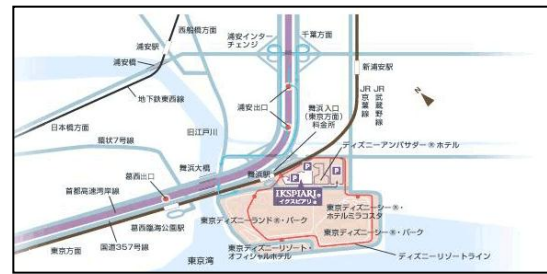 西船橋方面
浦安駅
浦安橋
浦安インター
チェンジ
千葉方面
新浦安駅
地下鉄東西線
日本橋方面
環状7号線
旧江戸川
浦安出口
舞浜入口
(東京方面)
料金所
JR京葉線
JR武蔵野線
N
舞浜大橋
舞浜駅
ディズニーアンバサダー®ホテル
葛西出口
首都高速湾岸線
P
P
P
IKSPIARI®
イクスピアリ®
東京ディズニーランド®・パーク
東京ディズニーシー®・
ホテルミラコスタ
東京ディズニーシー®・パーク
葛西臨海公園駅
東京方面
国道357号線
東京湾
東京ディズニーリゾート・
オフィシャルホテル
ディズニーリゾートライン